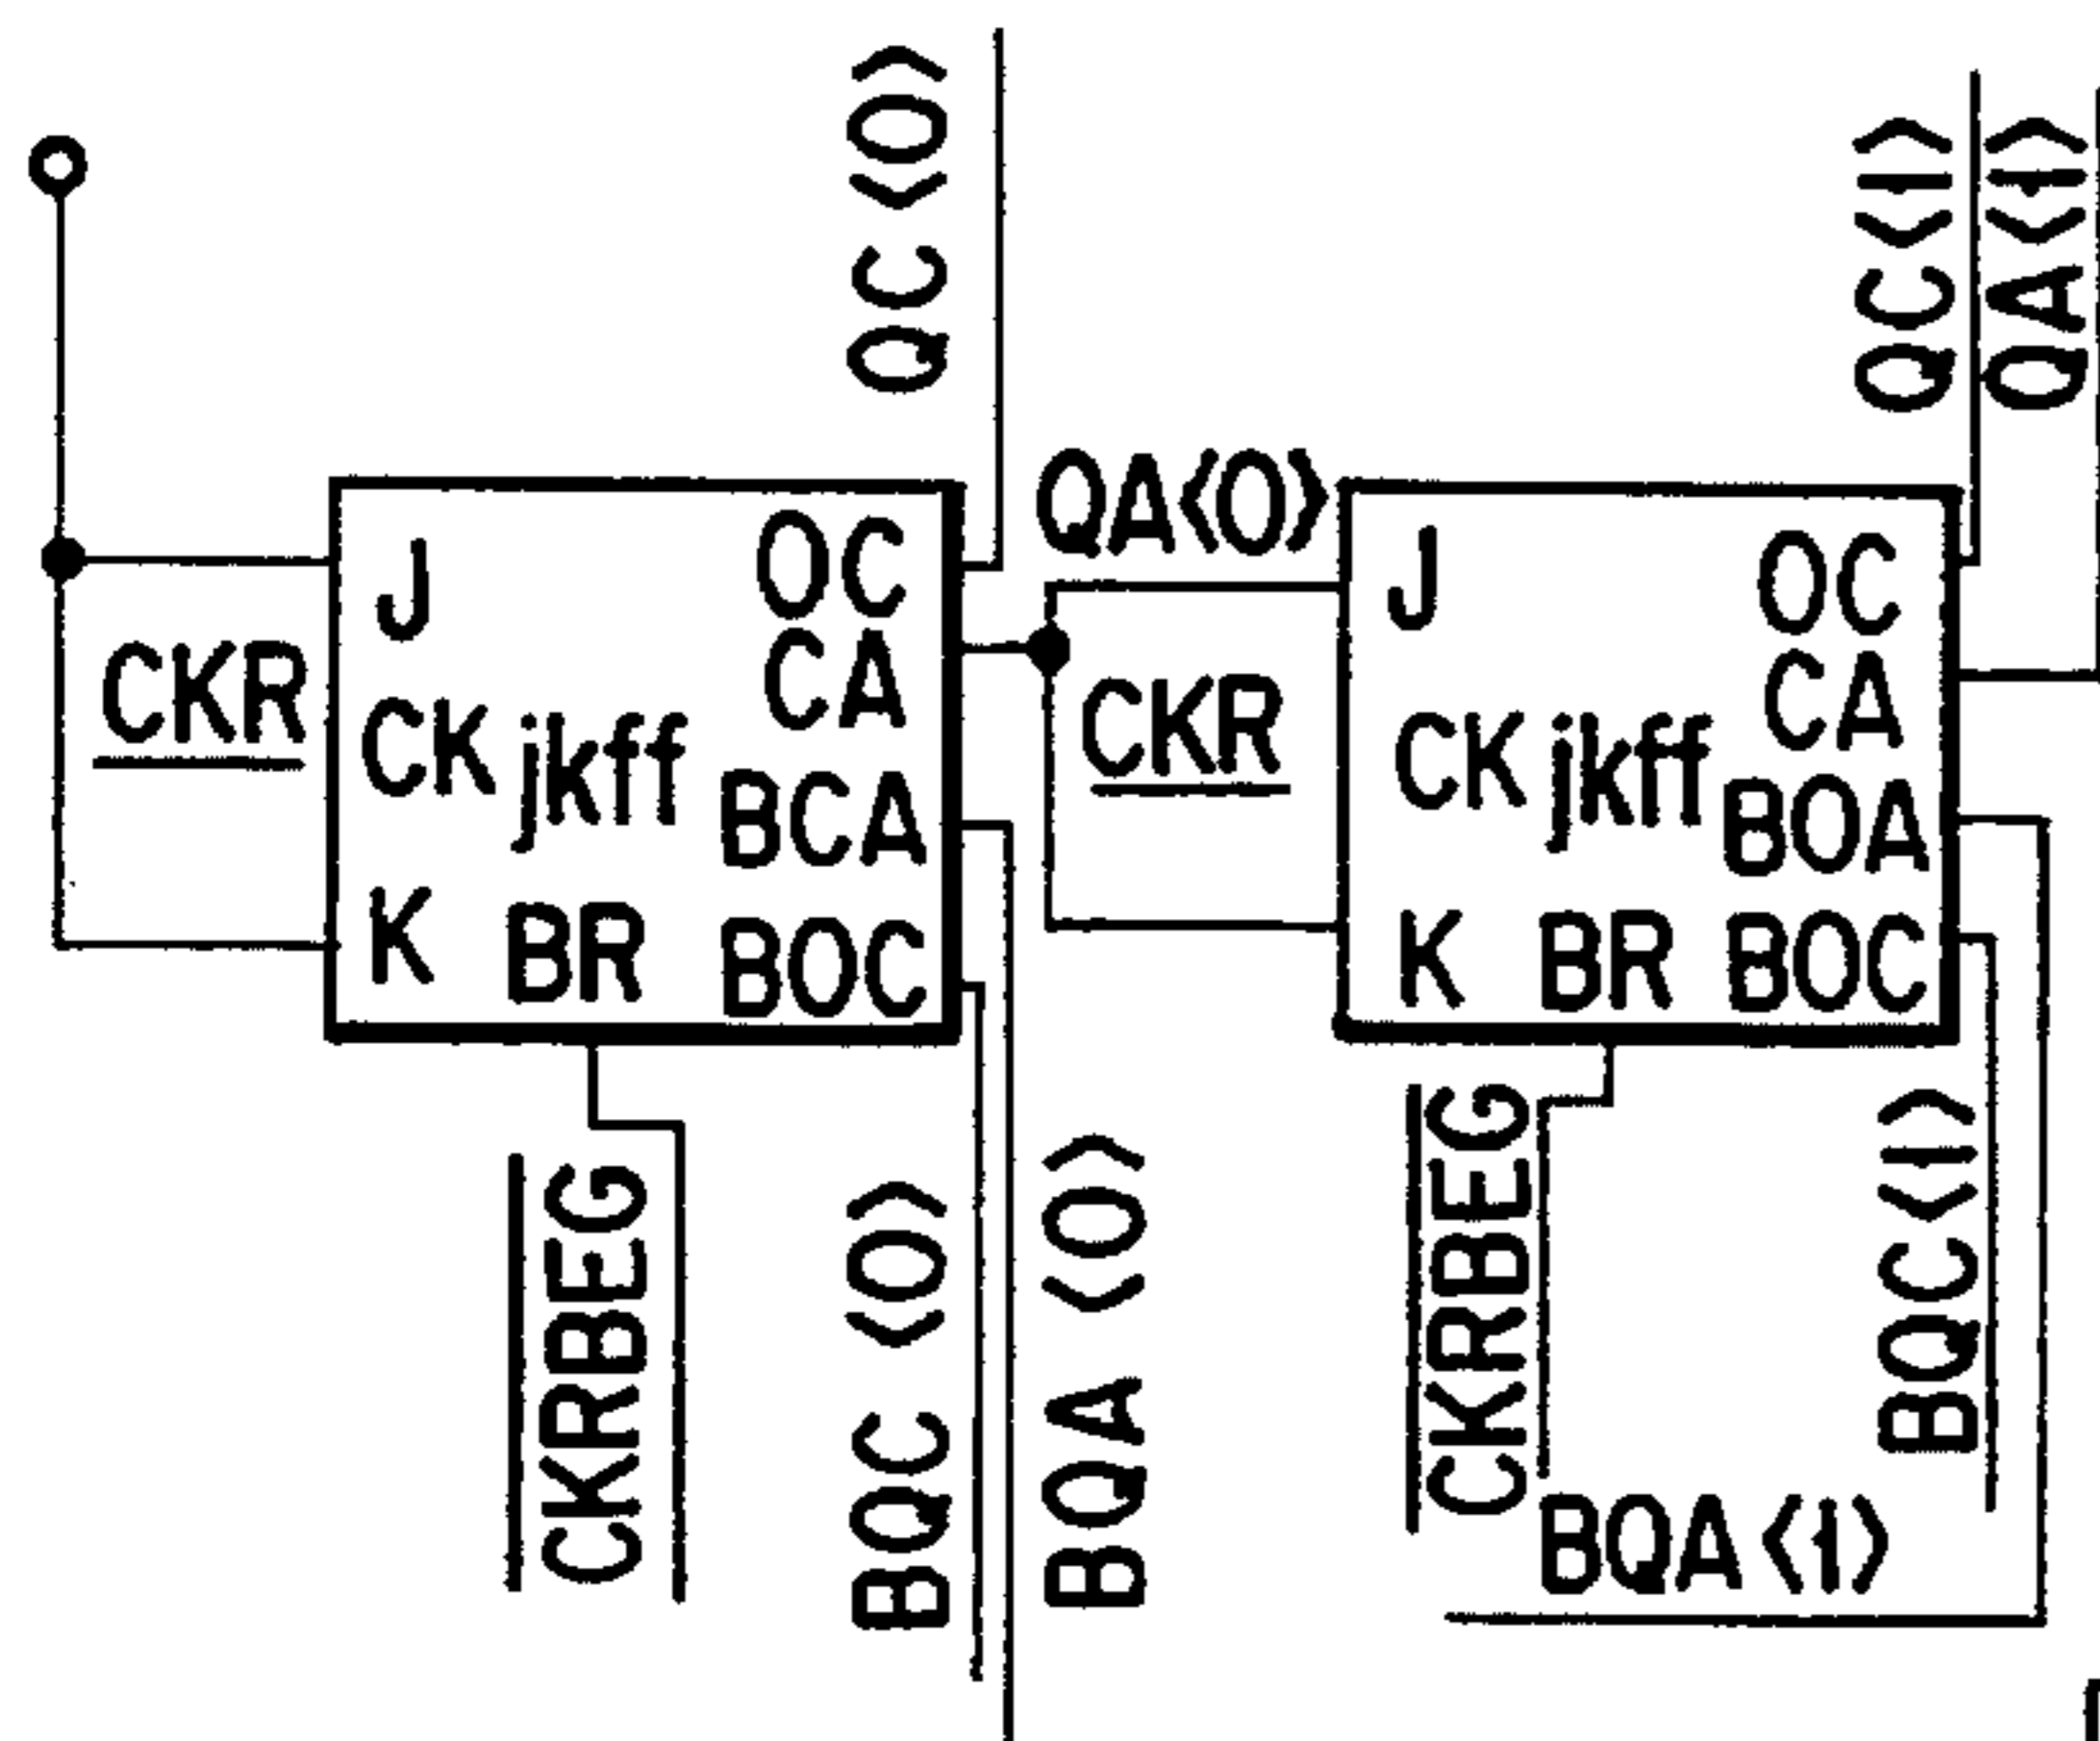 QC<0>
QC<1>
QA<1>
QA<0>
J
OC
CKR
CA
CK jkff
BCA
K BR BOC
J
OC
CKR
CA
CK jkff
BOA
K BR BOC
CKRBEG
BQC <0>
BQA <0>
CKRBEG
BQC<1>
BQA<1>